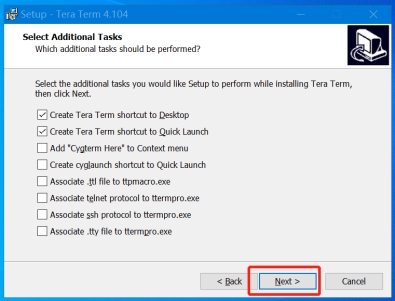 Setup - Tera Term 4.104
Select Additional Tasks
Which additional tasks should be performed?
Select the additional tasks you would like Setup to perform while installing Tera Term,
then click Next.
Create Tera Term shortcut to Desktop
Create Tera Term shortcut to Quick Launch
Add "Cygterm Here" to Context menu
Create cyglaunch shortcut to Quick Launch
Associate .ttl file to ttpmacro.exe
Associate telnet protocol to ttermpro.exe
Associate ssh protocol to ttermpro.exe
Associate .tty file to ttermpro.exe
< Back Next > Cancel